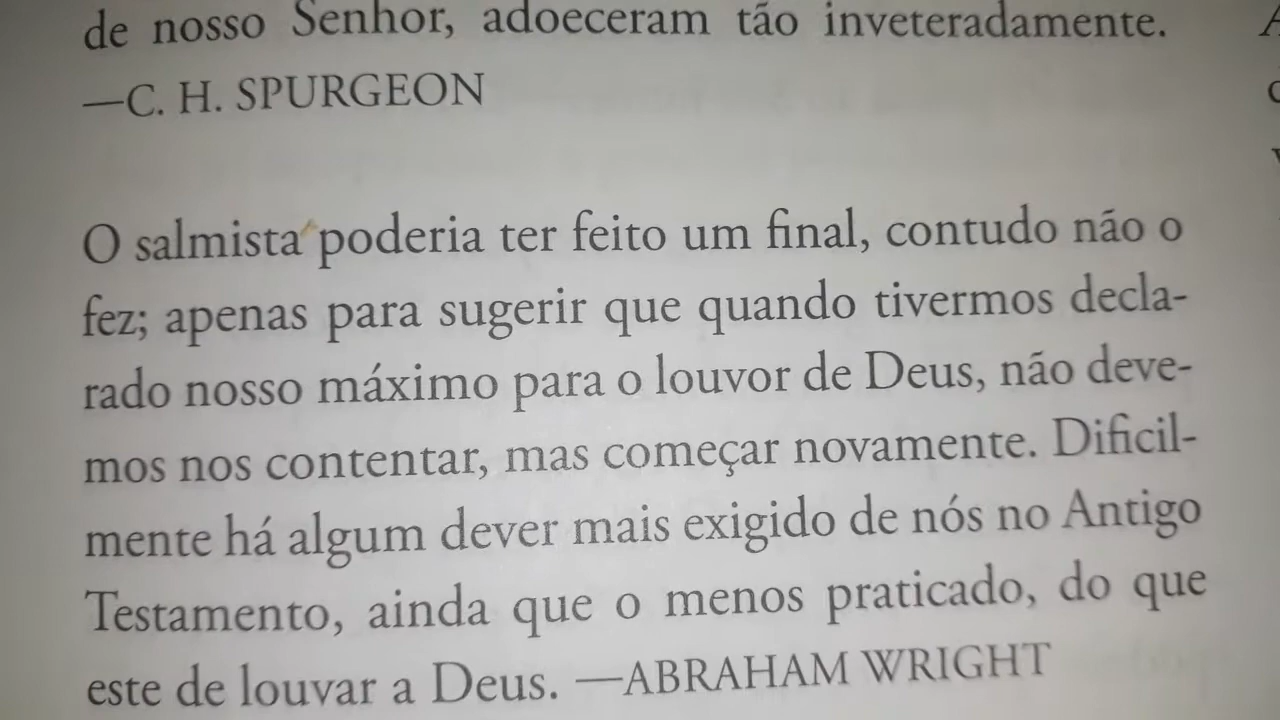 de nosso Senhor, adoeceram tão inveteradamente.
—C. H. SPURGEON
O salmista poderia ter feito um final, contudo não o
fez; apenas para sugerir que quando tivermos decla-
rado nosso máximo para o louvor de Deus, não deve-
mos nos contentar, mas começar novamente. Dificil-
mente há algum dever mais exigido de nós no Antigo
Testamento, ainda que o menos praticado, do que
este de louvar a Deus. —ABRAHAM WRIGHT